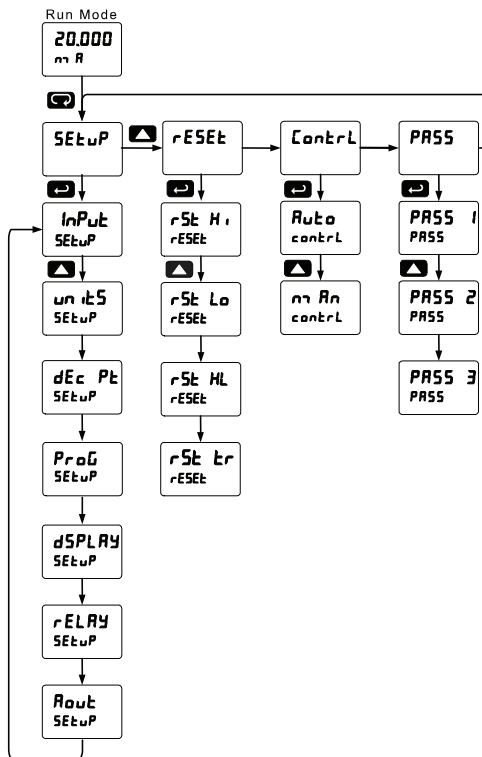 Run Mode
20.000
mA
SEtuP
rESEt
ContrL
PASS
InPut
SEtuP
rSt Hi
rESEt
Auto
contrL
PASS 1
PASS
unitS
SEtuP
rSt Lo
rESEt
mAn
contrL
PASS 2
PASS
dEc Pt
SEtuP
rSt HL
rESEt
PASS 3
PASS
ProG
SEtuP
rSt tr
rESEt
dSPLAY
SEtuP
rELAY
SEtuP
Aout
SEtuP